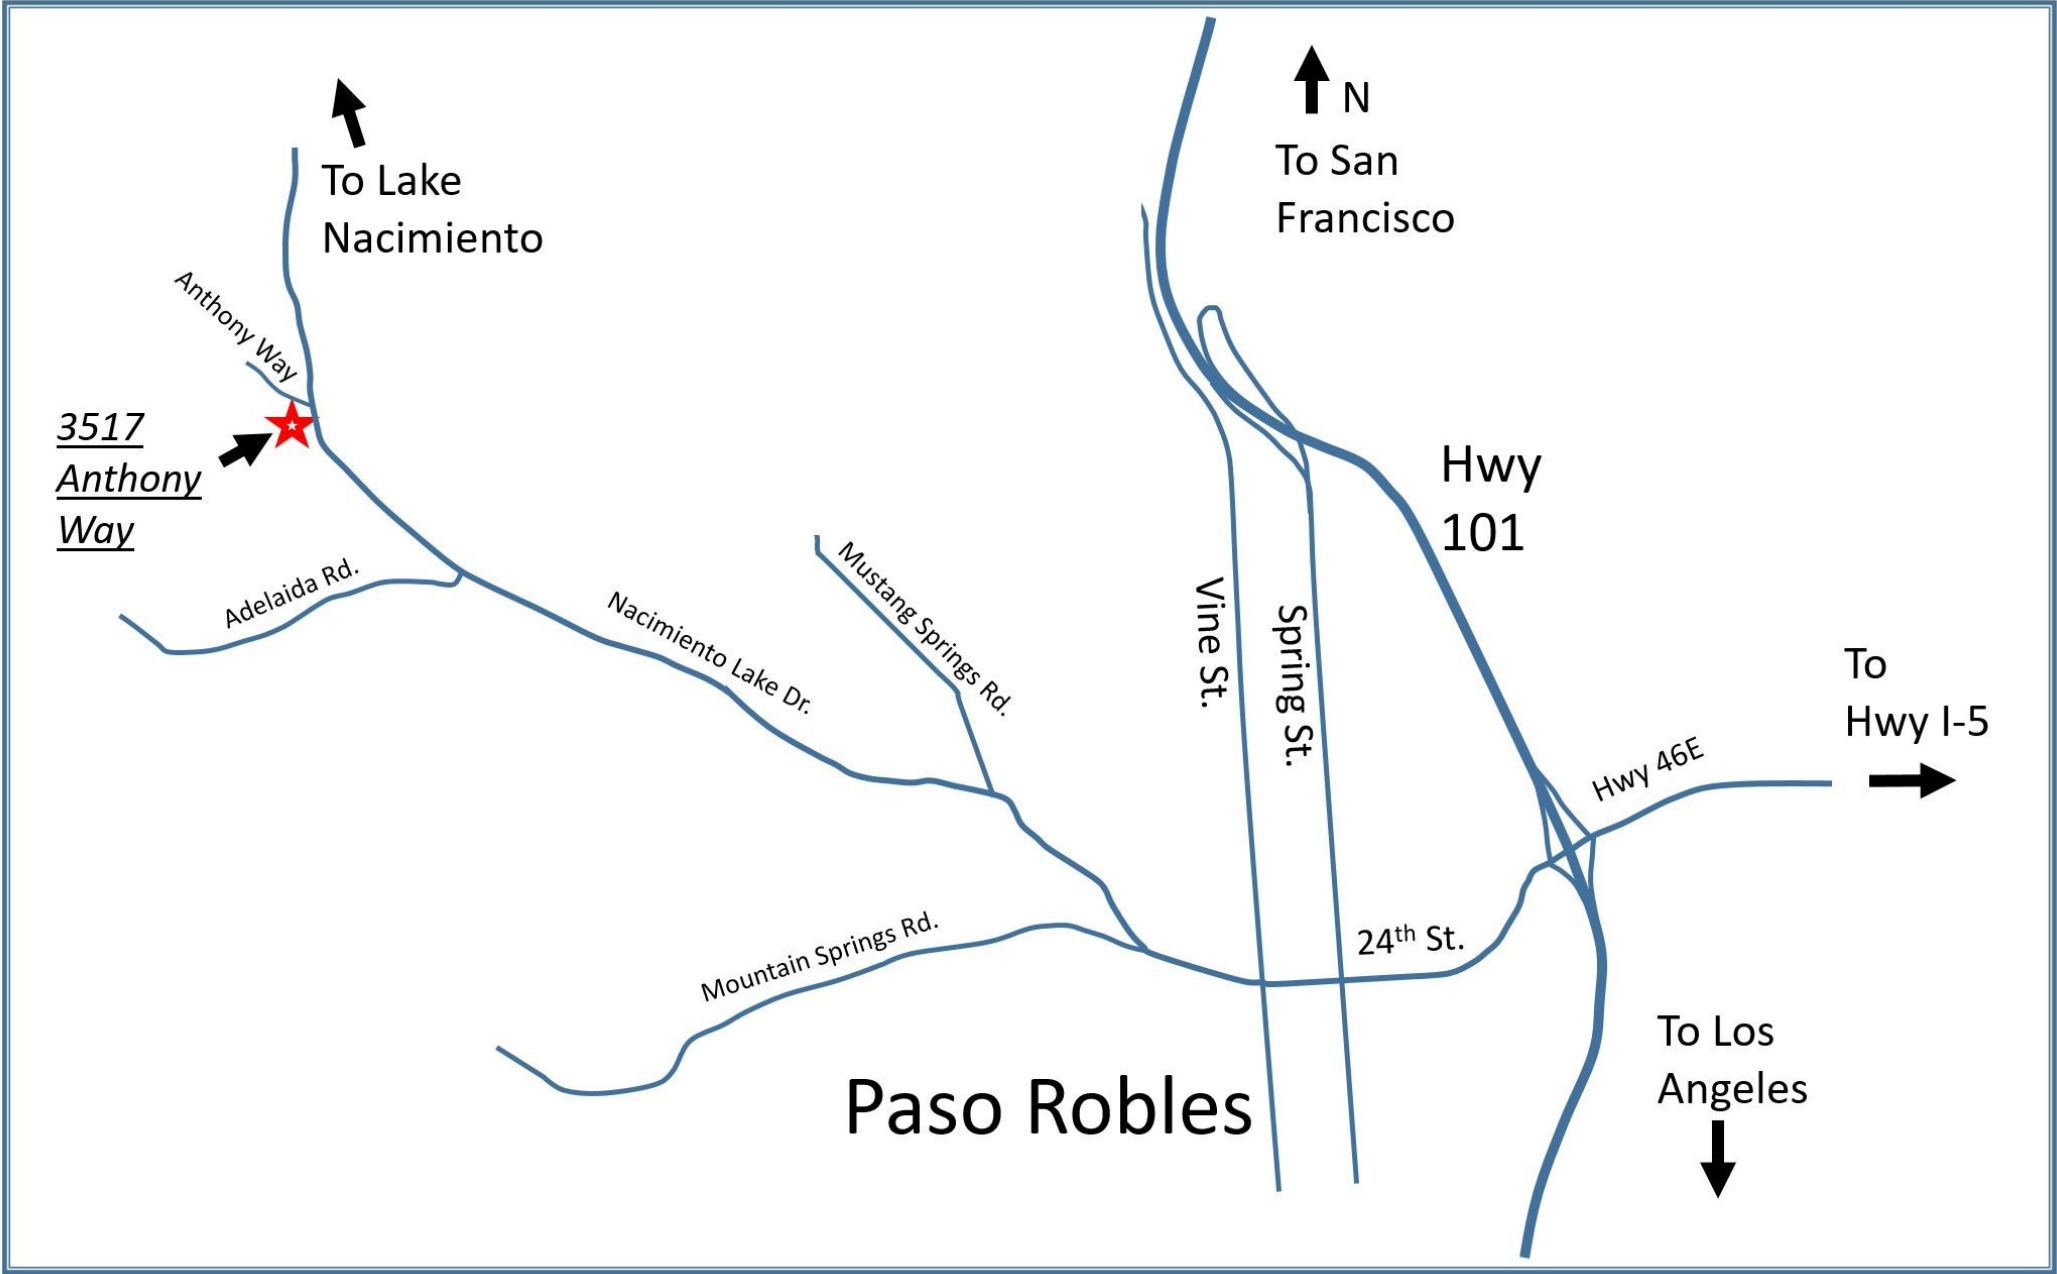 N
To San
Francisco
To Lake
Nacimiento
Anthony Way
3517
Anthony
Way
Hwy
101
Adelaida Rd.
Nacimiento Lake Dr.
Mustang Springs Rd.
Vine St.
Spring St.
To
Hwy I-5
Hwy 46E
24th St.
Mountain Springs Rd.
To Los
Angeles
Paso Robles